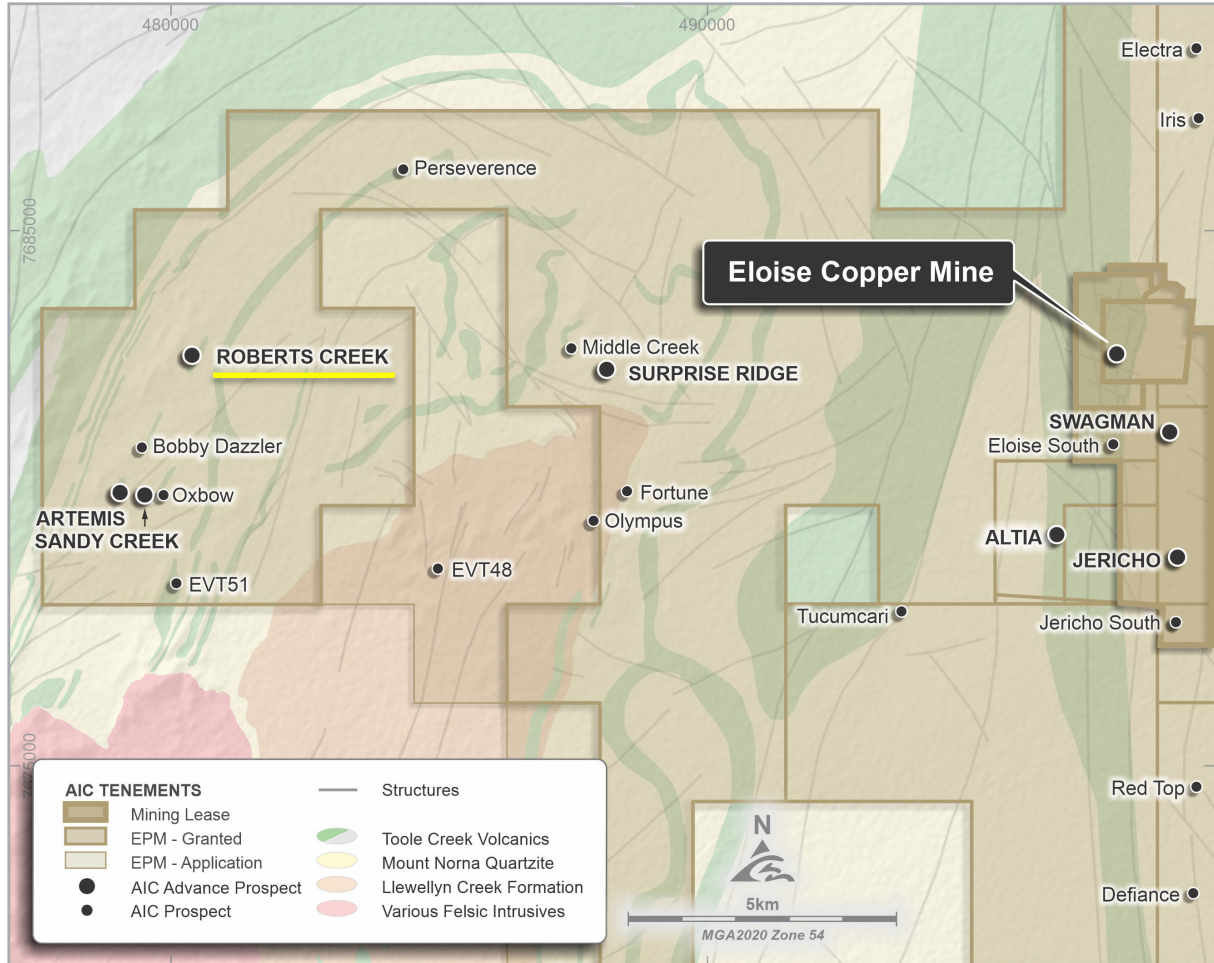 480000
490000
Electra
Iris
Perseverence
7685000
Eloise Copper Mine
Middle Creek
ROBERTS CREEK
SURPRISE RIDGE
SWAGMAN
Bobby Dazzler
Eloise South
Oxbow
Fortune
ARTEMIS
Olympus
SANDY CREEK
ALTIA
JERICHO
EVT48
EVT51
Tucumcari
Jericho South
7675000
AIC TENEMENTS
Mining Lease
EPM - Granted
EPM - Application
AIC Advance Prospect
AIC Prospect
Structures
Toole Creek Volcanics
Mount Norna Quartzite
Llewellyn Creek Formation
Various Felsic Intrusives
Red Top
N
5km
MGA2020 Zone 54
Defiance